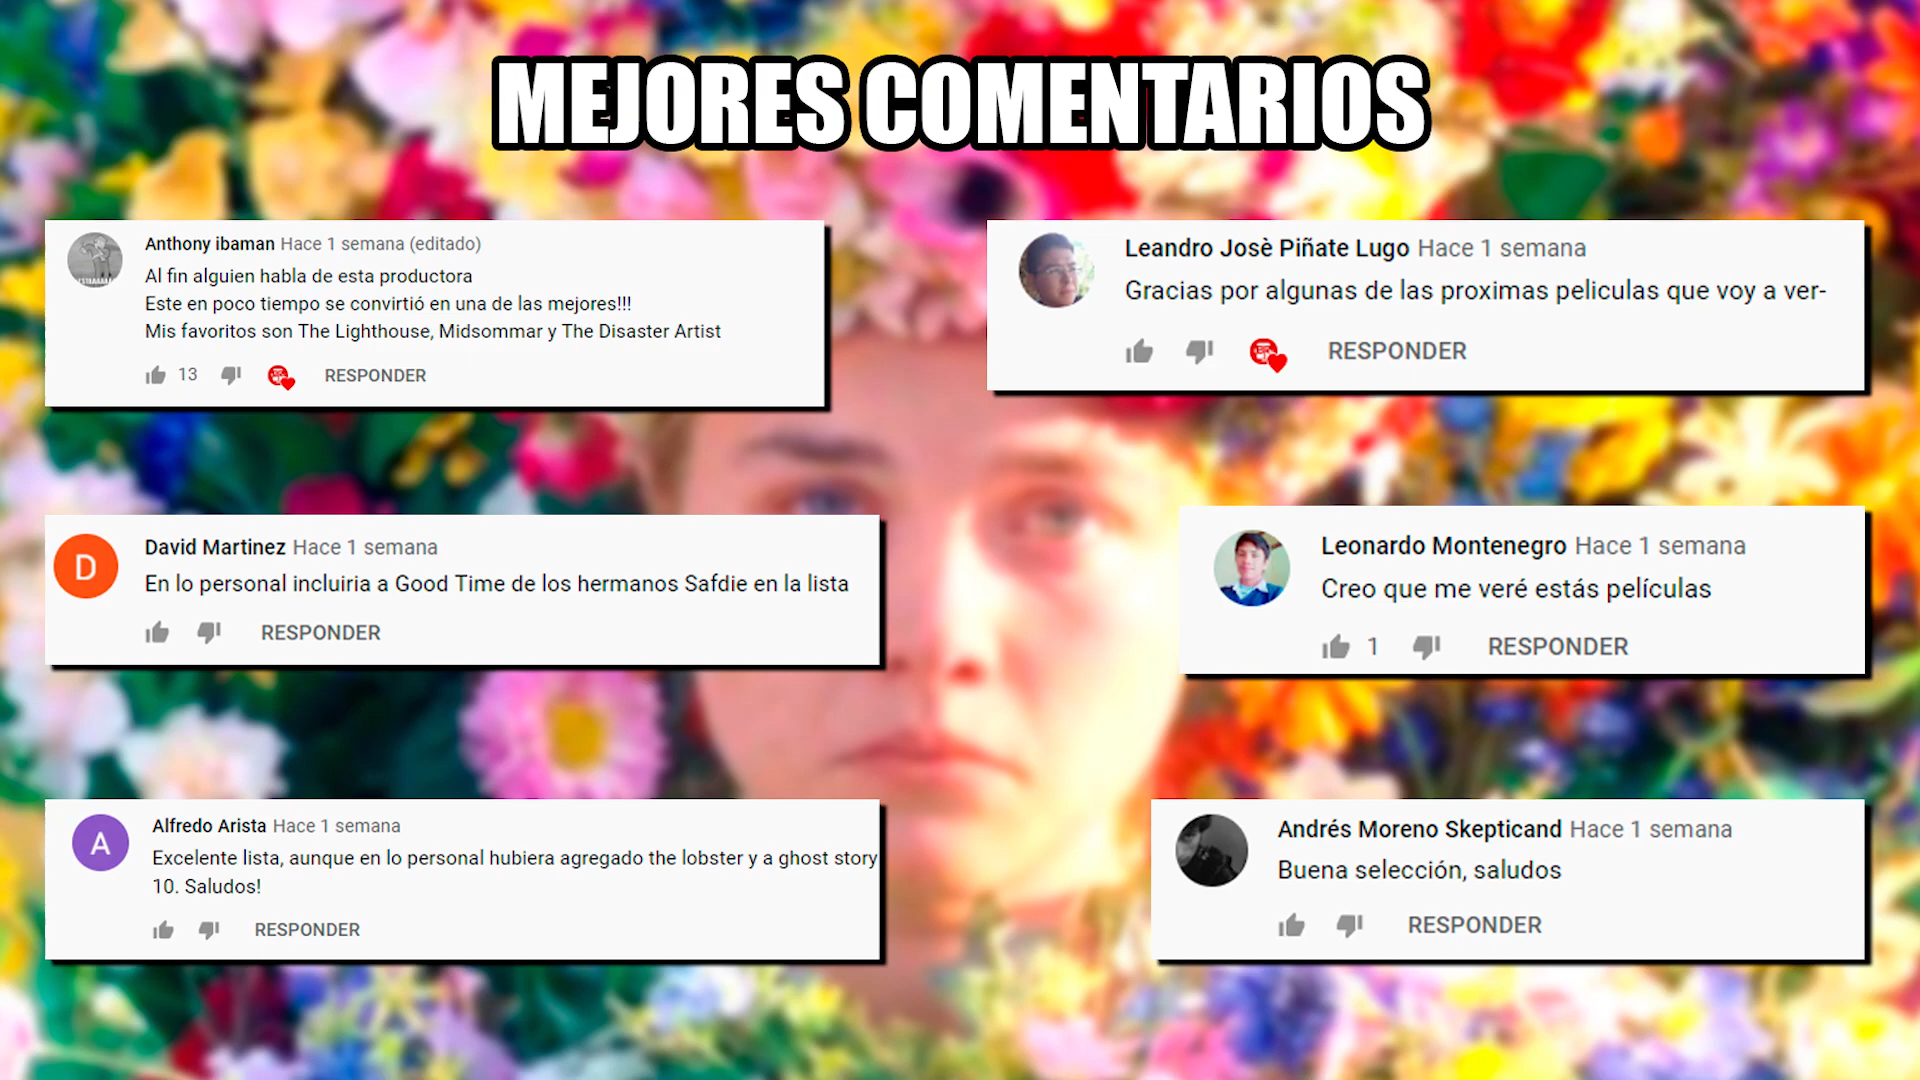 MEJORES COMENTARIOS
Anthony ibaman Hace 1 semana (editado)
Al fin alguien habla de esta productora
Este en poco tiempo se convirtió en una de las mejores!!!
Mis favoritos son The Lighthouse, Midsommar y The Disaster Artist
13 RESPONDER
Leandro Josè Piñate Lugo Hace 1 semana
Gracias por algunas de las proximas peliculas que voy a ver-
RESPONDER
David Martinez Hace 1 semana
D
En lo personal incluiria a Good Time de los hermanos Safdie en la lista
RESPONDER
Leonardo Montenegro Hace 1 semana
Creo que me veré estás películas
1 RESPONDER
Alfredo Arista Hace 1 semana
A
Excelente lista, aunque en lo personal hubiera agregado the lobster y a ghost story
10. Saludos!
RESPONDER
Andrés Moreno Skepticand Hace 1 semana
Buena selección, saludos
RESPONDER